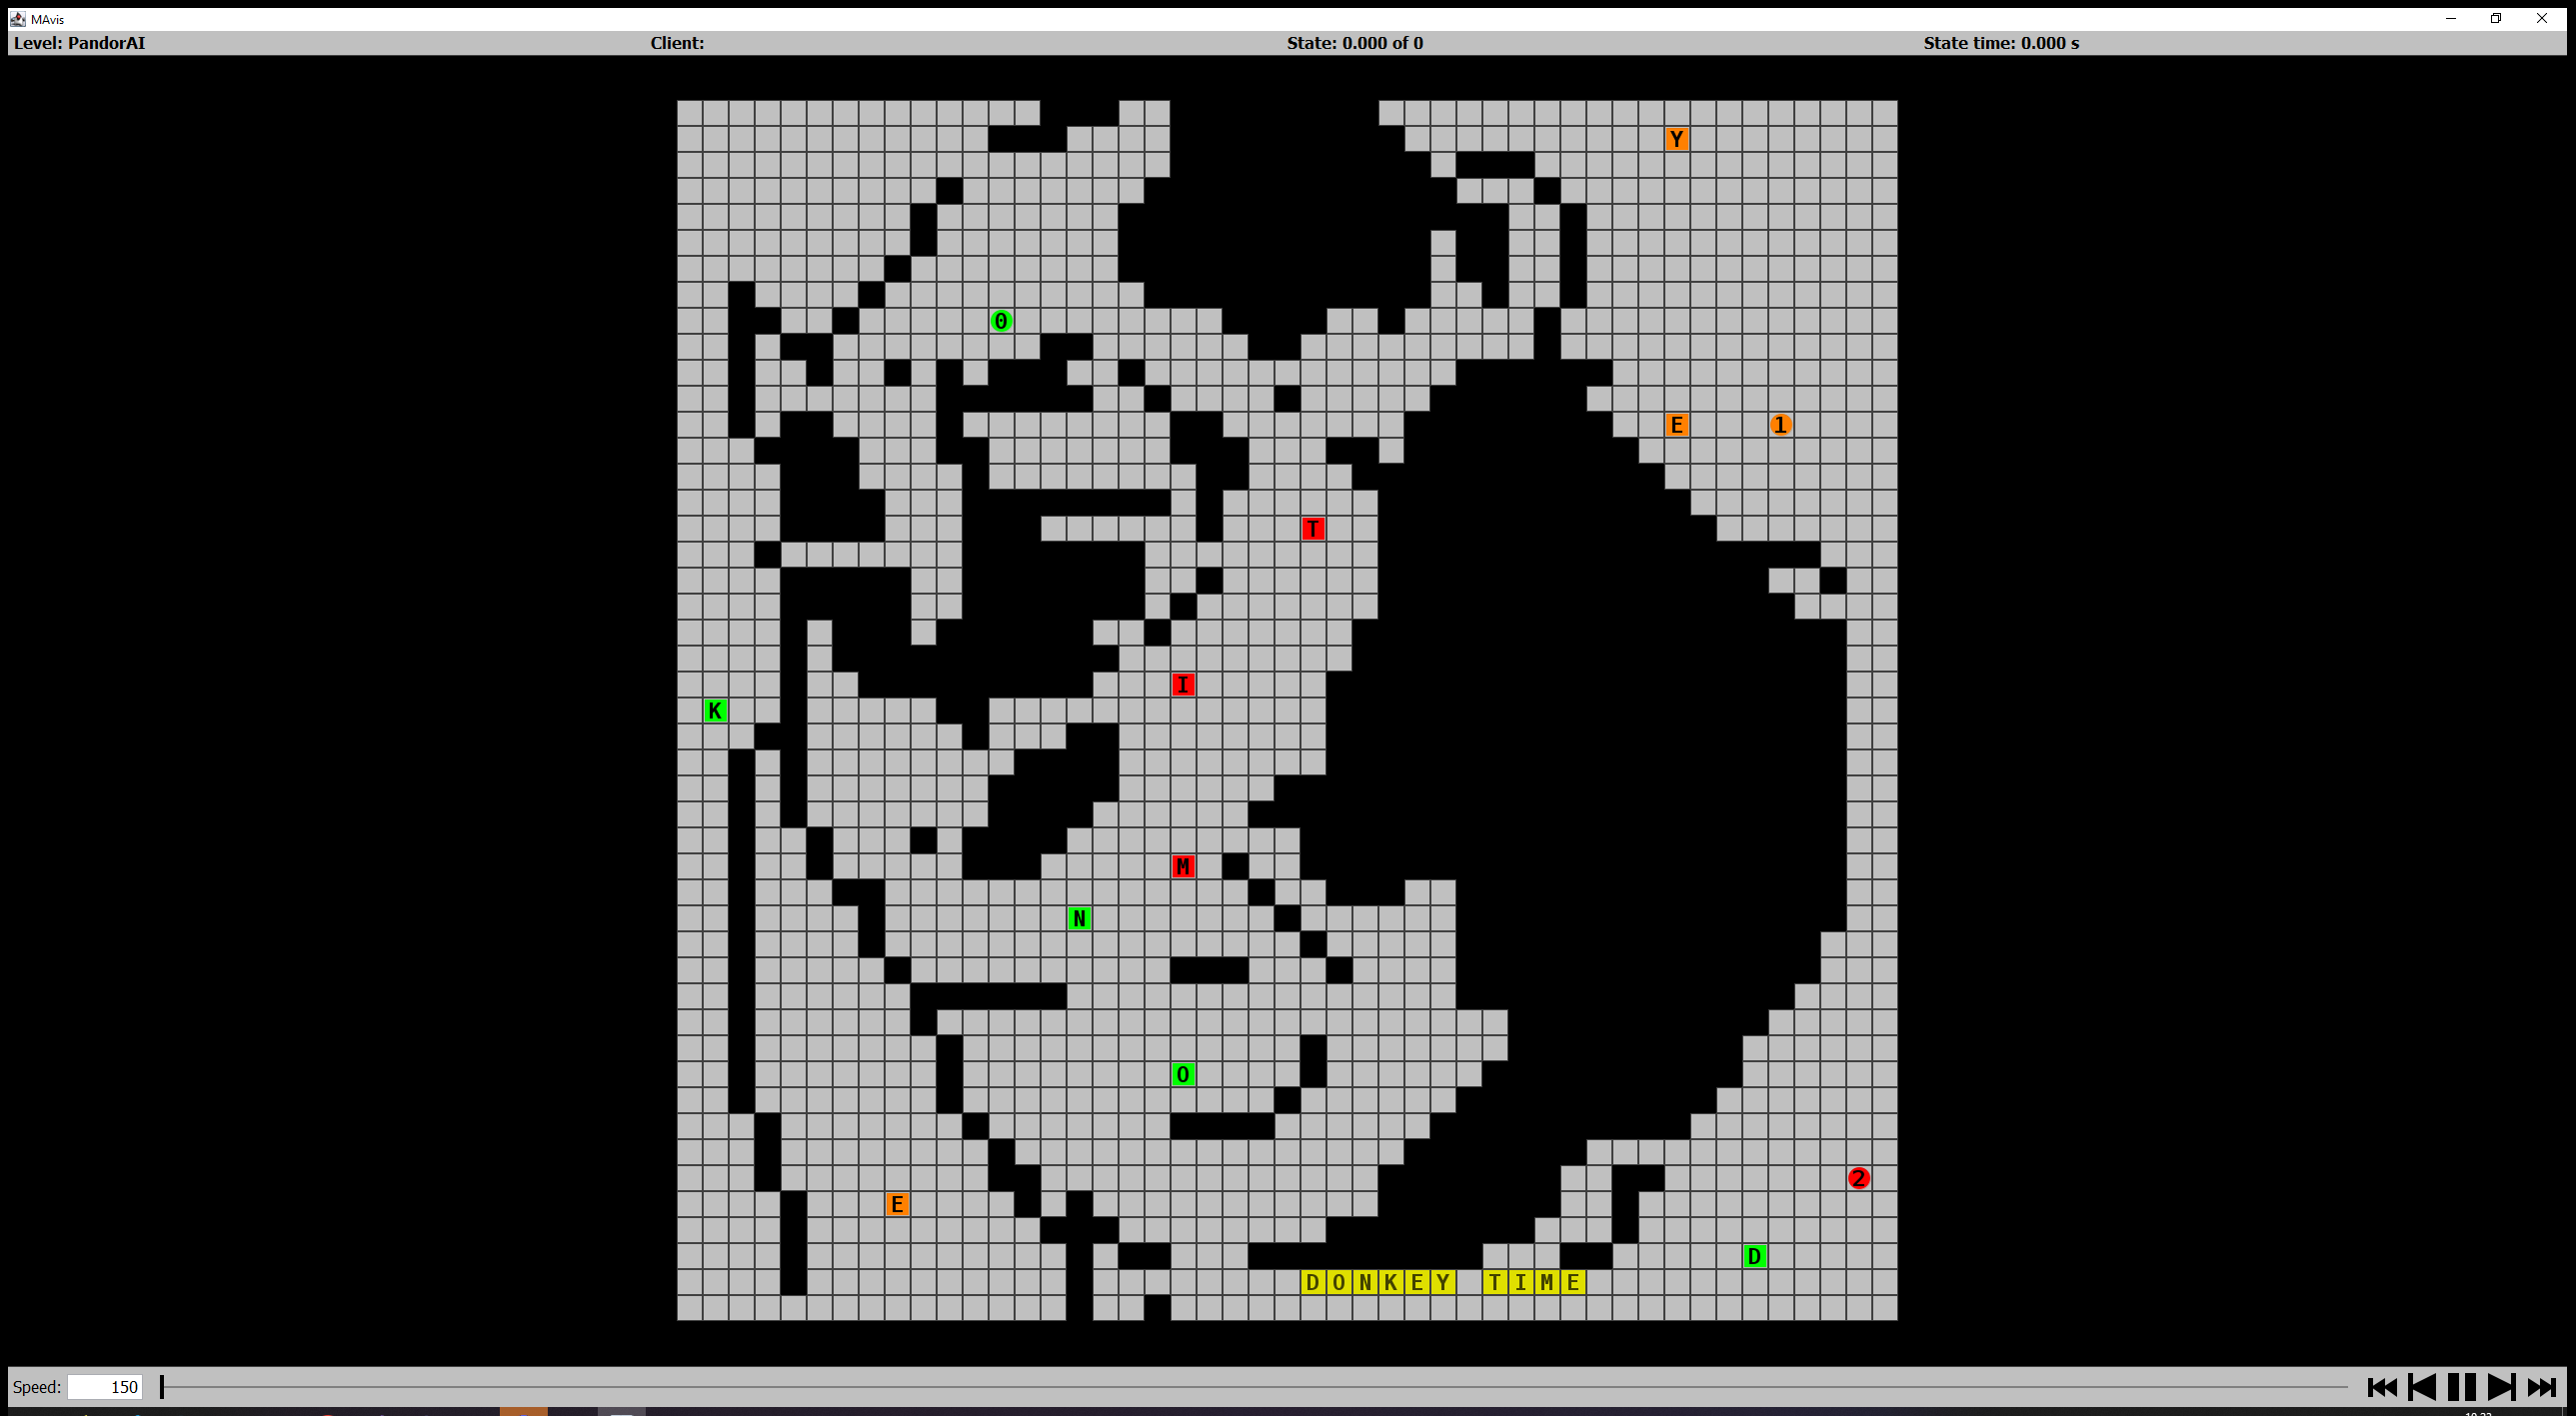 MAvis
Level: PandorAI Client: State: 0.000 of 0 State time: 0.000 s
Y
0
E 1
T
I
K
M
N
O
2
E
D
D O N K E Y T I M E
Speed: 150